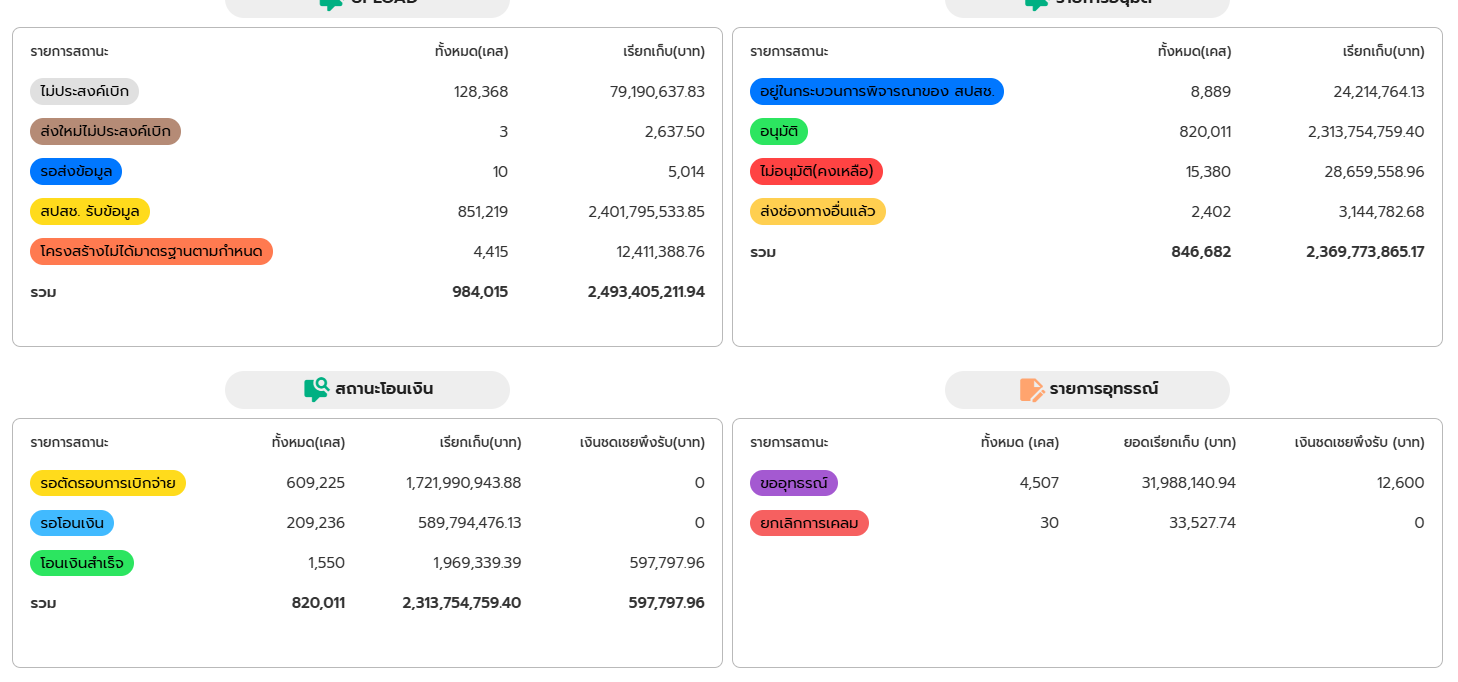 UPLOAD
รายการอนุมัติ
รายการสถานะ ทั้งหมด(เคส) เรียกเก็บ(บาท)
ไม่ประสงค์เบิก 128,368 79,190,637.83
ส่งใหม่ไม่ประสงค์เบิก 3 2,637.50
รอส่งข้อมูล 10 5,014
สปสช. รับข้อมูล 851,219 2,401,795,533.85
โครงสร้างไม่ได้มาตรฐานตามกำหนด 4,415 12,411,388.76
รวม 984,015 2,493,405,211.94
รายการสถานะ ทั้งหมด(เคส) เรียกเก็บ(บาท)
อยู่ในกระบวนการพิจารณาของ สปสช. 8,889 24,214,764.13
อนุมัติ 820,011 2,313,754,759.40
ไม่อนุมัติ(คงเหลือ) 15,380 28,659,558.96
ส่งช่องทางอื่นแล้ว 2,402 3,144,782.68
รวม 846,682 2,369,773,865.17
สถานะโอนเงิน
รายการสถานะ ทั้งหมด(เคส) เรียกเก็บ(บาท) เงินชดเชยพึงรับ(บาท)
รอตัดรอบการเบิกจ่าย 609,225 1,721,990,943.88 0
รอโอนเงิน 209,236 589,794,476.13 0
โอนเงินสำเร็จ 1,550 1,969,339.39 597,797.96
รวม 820,011 2,313,754,759.40 597,797.96
รายการอุทธรณ์
รายการสถานะ ทั้งหมด (เคส) ยอดเรียกเก็บ (บาท) เงินชดเชยพึงรับ (บาท)
ขออุทธรณ์ 4,507 31,988,140.94 12,600
ยกเลิกการเคลม 30 33,527.74 0